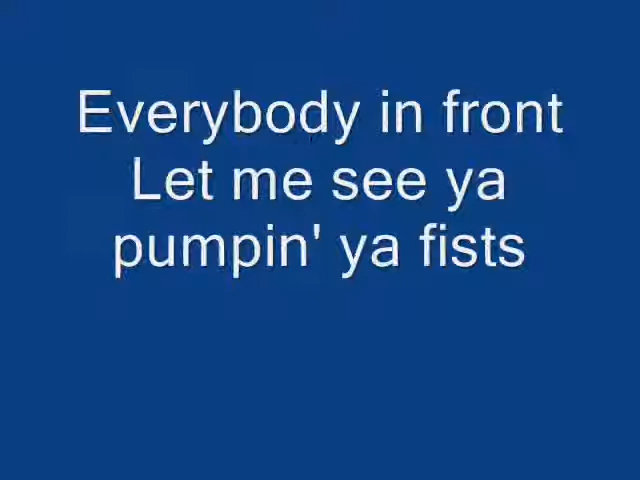 Everybody in front
Let me see ya
pumpin' ya fists